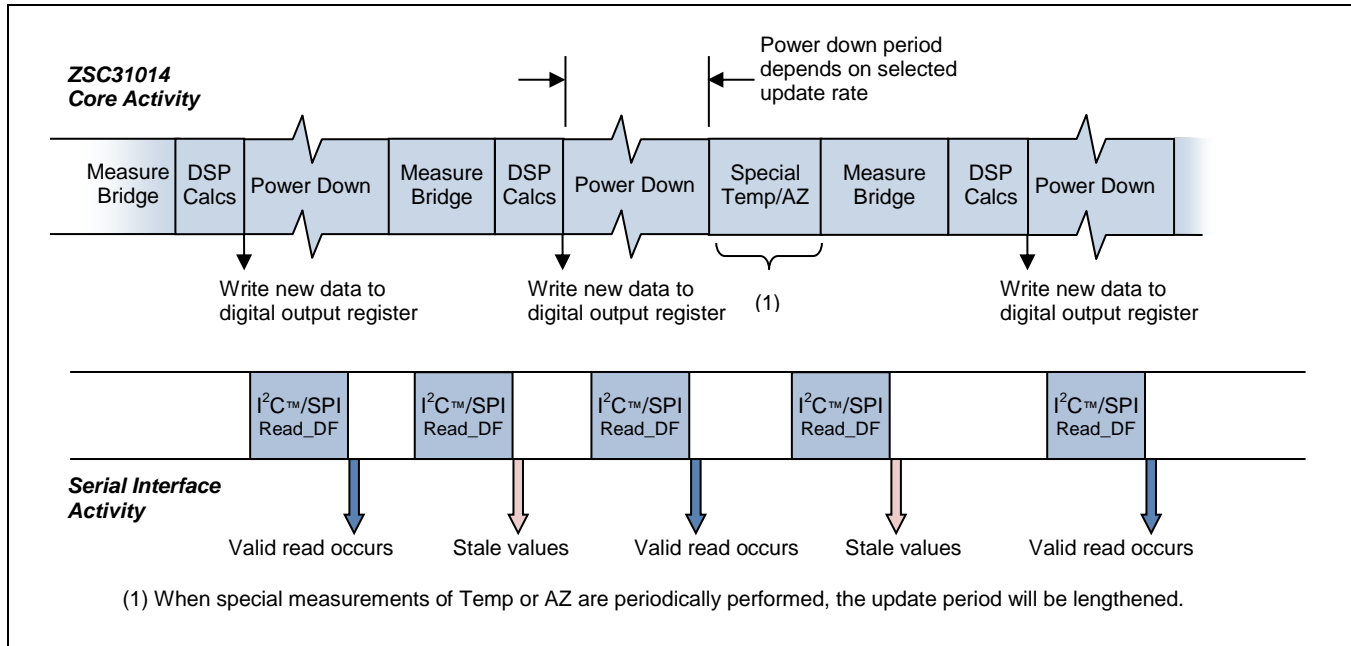 ZSC31014
Core Activity
Power down period
depends on selected
update rate
Measure
Bridge
DSP
Calcs
Power Down
Measure
Bridge
DSP
Calcs
Power Down
Special
Temp/AZ
Measure
Bridge
DSP
Calcs
Power Down
Write new data to
digital output register
Write new data to
digital output register
(1)
Write new data to
digital output register
I²C™/SPI
Read_DF
I²C™/SPI
Read_DF
I²C™/SPI
Read_DF
I²C™/SPI
Read_DF
I²C™/SPI
Read_DF
Serial Interface
Activity
Valid read occurs
Stale values
Valid read occurs
Stale values
Valid read occurs
(1) When special measurements of Temp or AZ are periodically performed, the update period will be lengthened.